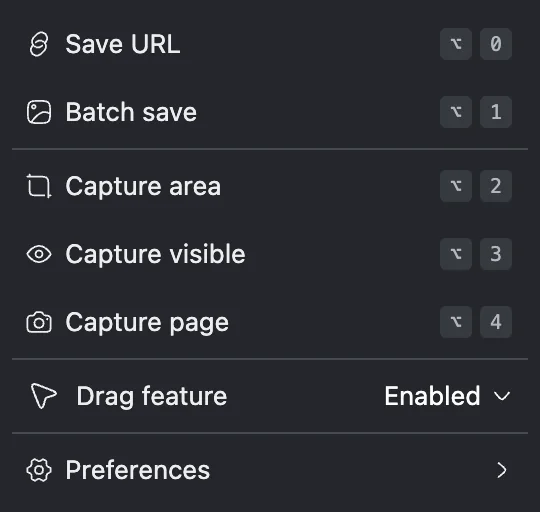 Save URL ⌥ 0
Batch save ⌥ 1
Capture area ⌥ 2
Capture visible ⌥ 3
Capture page ⌥ 4
Drag feature Enabled
Preferences